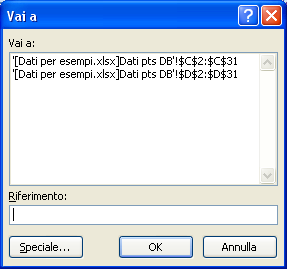 Vai a
Vai a:
'[Dati per esempi.xlsx]Dati pts DB'!$C$2:$C$31
'[Dati per esempi.xlsx]Dati pts DB'!$D$2:$D$31
Riferimento:
Speciale...
OK
Annulla